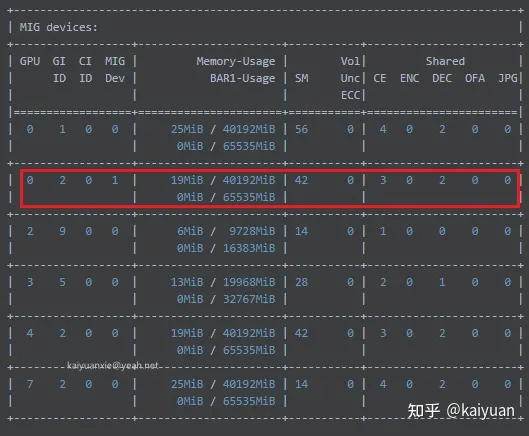 +-----------------------------------------------------------------------------+
| MIG devices:                                                                |
+------------------+----------------------+-----------+-----------------------+
| GPU  GI  CI  MIG |         Memory-Usage |        Vol|         Shared        |
|      ID  ID  Dev |           BAR1-Usage | SM     Unc| CE  ENC  DEC  OFA  JPG|
|                  |                      |        ECC|                       |
|==================+======================+===========+=======================|
|  0    1   0   0  |     25MiB / 40192MiB | 56      0 |  4   0    2    0    0 |
|                  |      0MiB / 65535MiB |           |                       |
+------------------+----------------------+-----------+-----------------------+
|  0    2   0   1  |     19MiB / 40192MiB | 42      0 |  3   0    2    0    0 |
|                  |      0MiB / 65535MiB |           |                       |
+------------------+----------------------+-----------+-----------------------+
|  2    9   0   0  |      6MiB /  9728MiB | 14      0 |  1   0    0    0    0 |
|                  |      0MiB / 16383MiB |           |                       |
+------------------+----------------------+-----------+-----------------------+
|  3    5   0   0  |     13MiB / 19968MiB | 28      0 |  2   0    1    0    0 |
|                  |      0MiB / 32767MiB |           |                       |
+------------------+----------------------+-----------+-----------------------+
|  4    2   0   0  |     19MiB / 40192MiB | 42      0 |  3   0    2    0    0 |
|                  |      0MiB / 65535MiB |           |                       |
kaiyuanxie@yeah.net
+------------------+----------------------+-----------+-----------------------+
|  7    2   0   0  |     25MiB / 40192MiB | 14      0 |  4   0    2    0    0 |
|                  |      0MiB / 65535MiB |           |                       |
知乎 @kaiyuan
+------------------+----------------------+-----------+-----------------------+